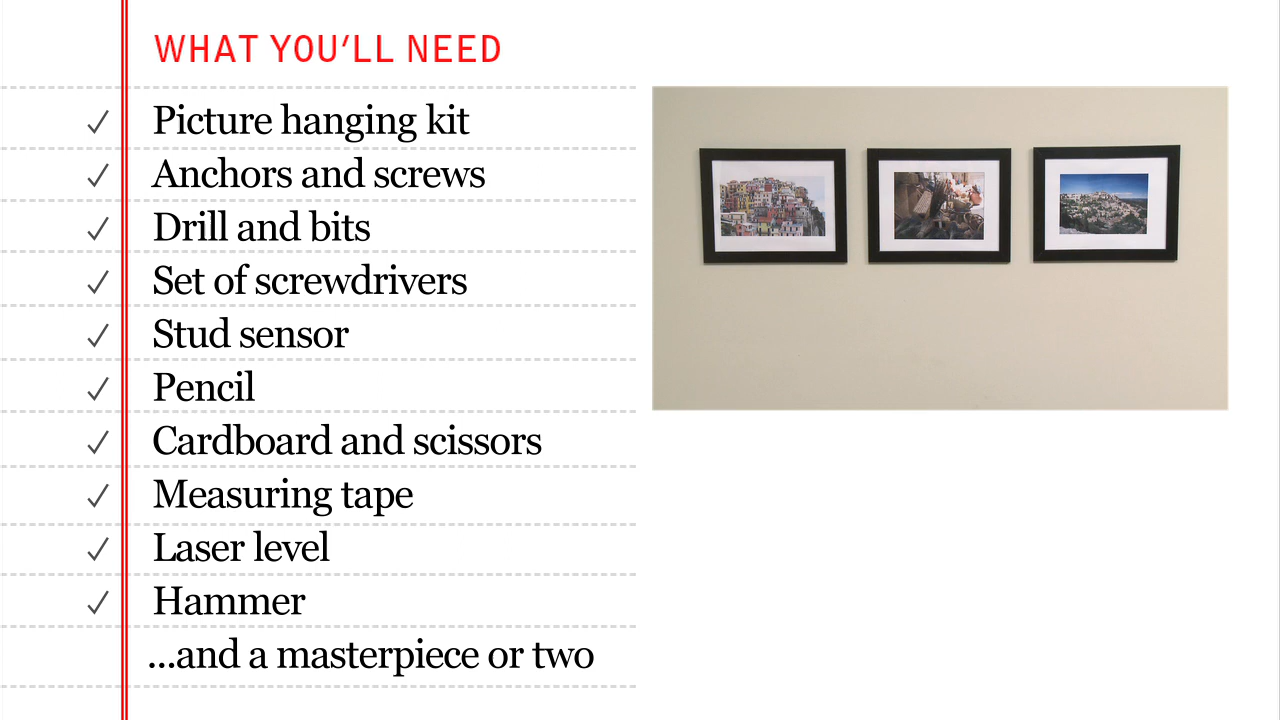 WHAT YOU'LL NEED
✓ Picture hanging kit
✓ Anchors and screws
✓ Drill and bits
✓ Set of screwdrivers
✓ Stud sensor
✓ Pencil
✓ Cardboard and scissors
✓ Measuring tape
✓ Laser level
✓ Hammer
...and a masterpiece or two